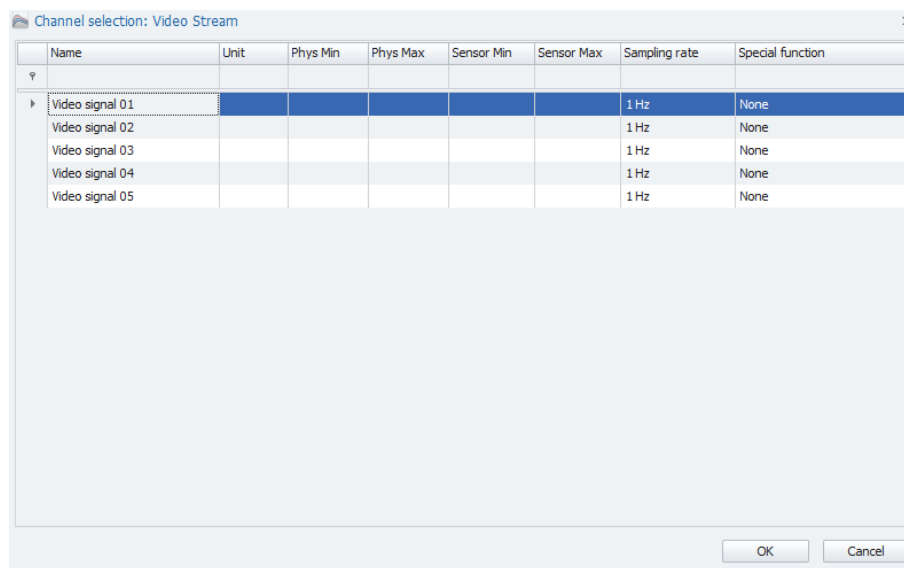 Channel selection: Video Stream
Name Unit Phys Min Phys Max Sensor Min Sensor Max Sampling rate Special function
Video signal 01 1 Hz None
Video signal 02 1 Hz None
Video signal 03 1 Hz None
Video signal 04 1 Hz None
Video signal 05 1 Hz None
OK Cancel